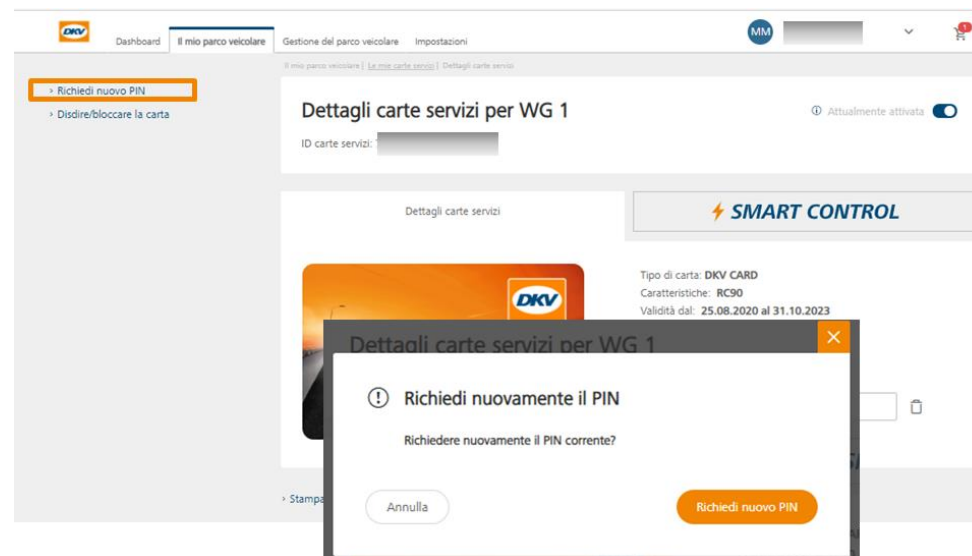 DKV
Dashboard Il mio parco veicolare Gestione del parco veicolare Impostazioni MM 1
Il mio parco veicolare | Le mie carte servizi | Dettagli carte servizi
› Richiedi nuovo PIN
› Disdire/bloccare la carta
Dettagli carte servizi per WG 1
Attualmente attivata
ID carte servizi:
Dettagli carte servizi
SMART CONTROL
DKV
Tipo di carta: DKV CARD
Caratteristiche: RC90
Validità dal: 25.08.2020 al 31.10.2023
Dettagli carte servizi per WG 1
Richiedi nuovamente il PIN
Richiedere nuovamente il PIN corrente?
› Stampa
Annulla
Richiedi nuovo PIN